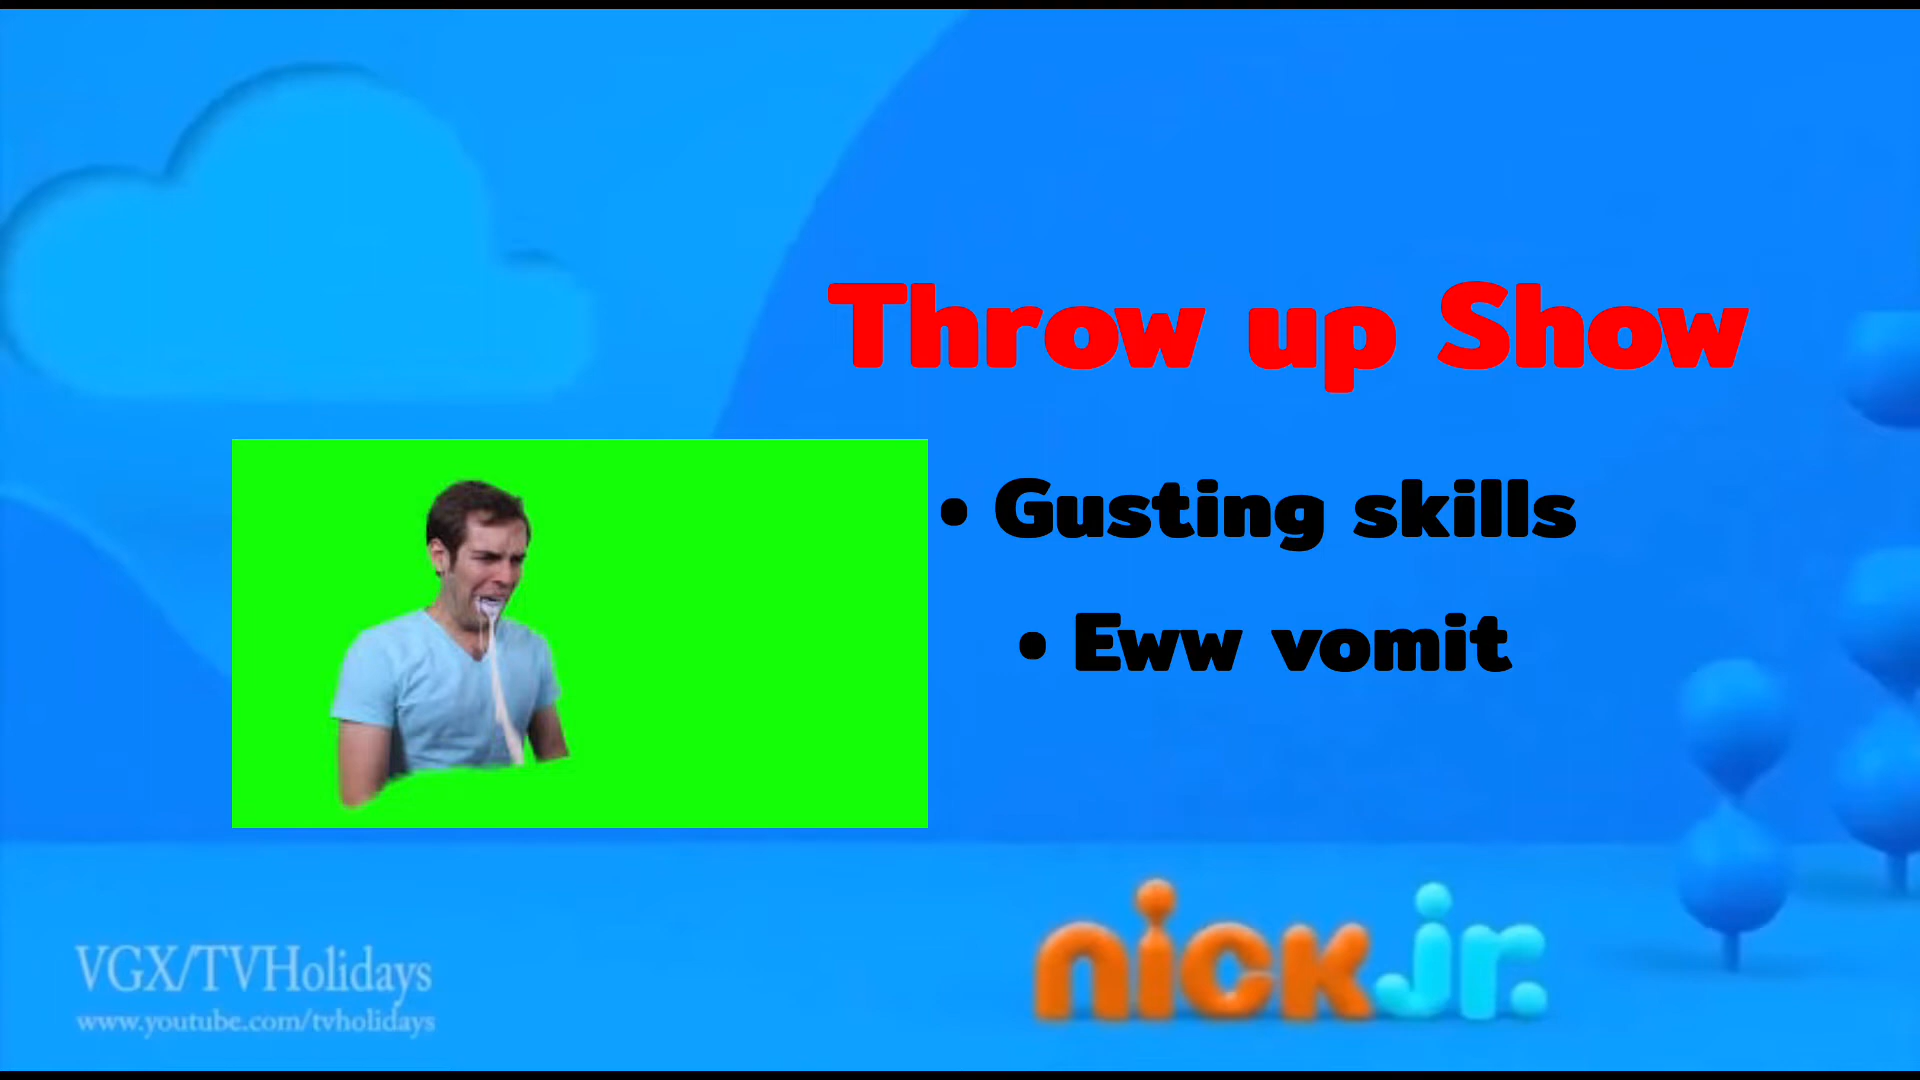 Throw up Show
• Gusting skills
• Eww vomit
nick jr.
VGX/TVHolidays
www.youtube.com/tvholidays